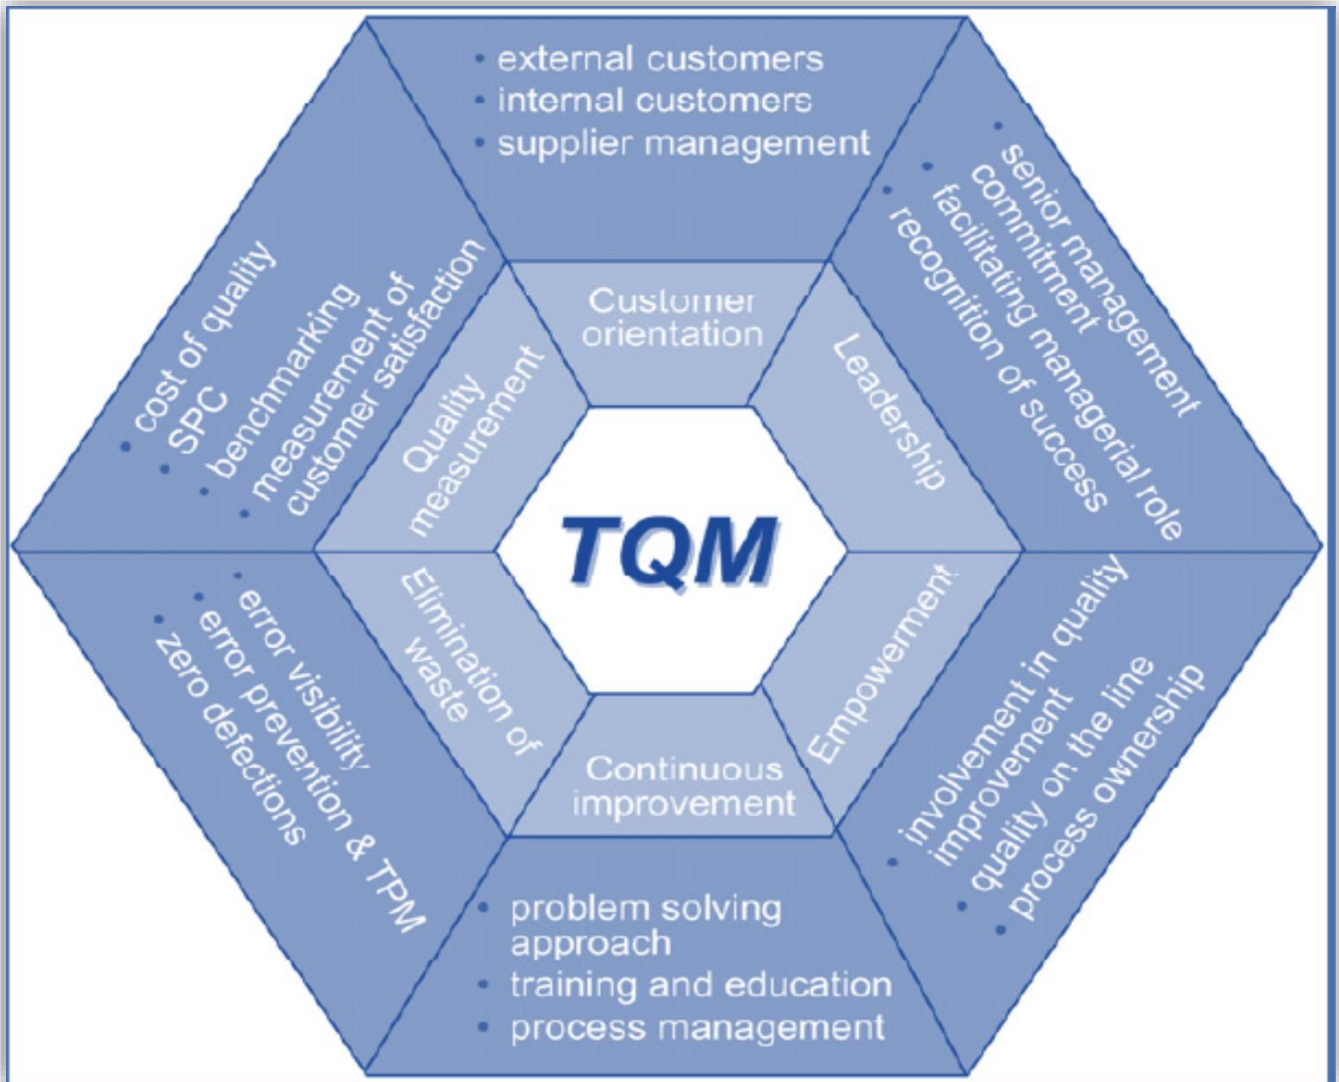 • external customers
• internal customers
• supplier management
Customer
orientation
• senior management
commitment
• facilitating managerial role
• recognition of success
Leadership
• involvement in quality
improvement
• quality on the line
• process ownership
Empowerment
Continuous
improvement
• problem solving
approach
• training and education
• process management
Elimination of
waste
• error visibility
• error prevention & TPM
• zero defections
Quality
measurement
• cost of quality
• SPC
• benchmarking
• measurement of
customer satisfaction
TQM